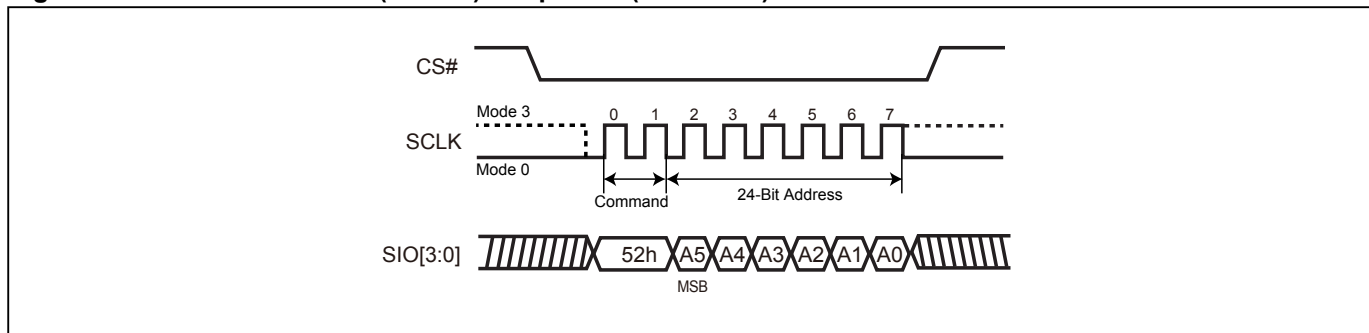 CS#
Mode 3
0 1 2 3 4 5 6 7
SCLK
Mode 0
Command
24-Bit Address
SIO[3:0]
52h A5 A4 A3 A2 A1 A0
MSB